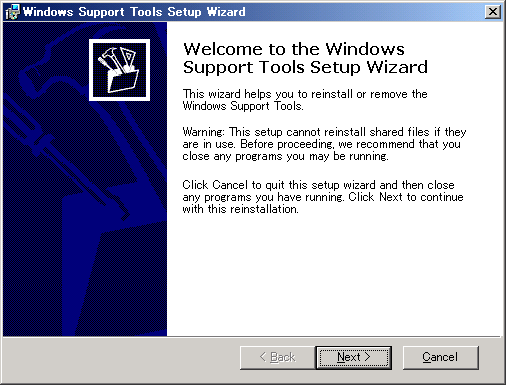 Windows Support Tools Setup Wizard
Welcome to the Windows
Support Tools Setup Wizard
This wizard helps you to reinstall or remove the
Windows Support Tools.
Warning: This setup cannot reinstall shared files if they
are in use. Before proceeding, we recommend that you
close any programs you may be running.
Click Cancel to quit this setup wizard and then close
any programs you have running. Click Next to continue
with this reinstallation.
< Back
Next >
Cancel